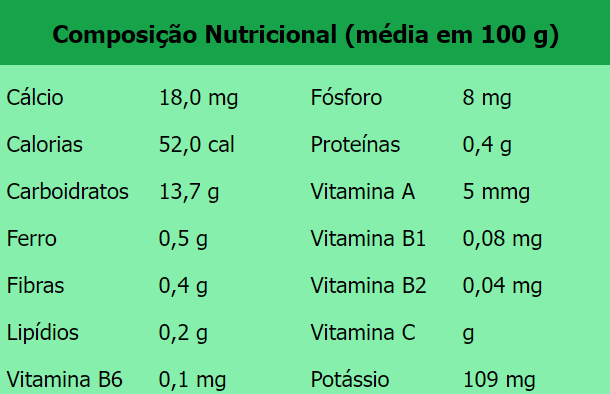 Composição Nutricional (média em 100 g)
Cálcio 18,0 mg Fósforo 8 mg
Calorias 52,0 cal Proteínas 0,4 g
Carboidratos 13,7 g Vitamina A 5 mmg
Ferro 0,5 g Vitamina B1 0,08 mg
Fibras 0,4 g Vitamina B2 0,04 mg
Lipídios 0,2 g Vitamina C g
Vitamina B6 0,1 mg Potássio 109 mg